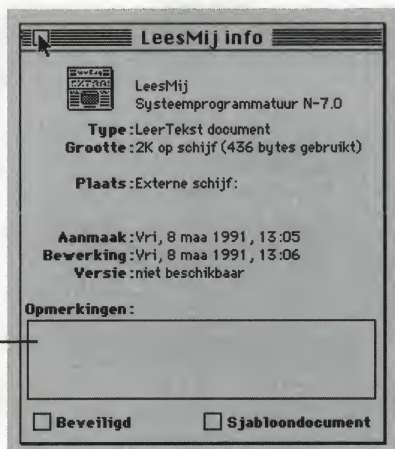 LeesMij info
EXTRA!
LeesMij
Systeemprogrammatuur N-7.0
Type:LeerTekst document
Grootte:2K op schijf (436 bytes gebruikt)
Plaats:Externe schijf:
Aanmaak:Vri, 8 maa 1991, 13:05
Bewerking:Vri, 8 maa 1991, 13:06
Versie:niet beschikbaar
Opmerkingen:
Beveiligd
Sjabloondocument